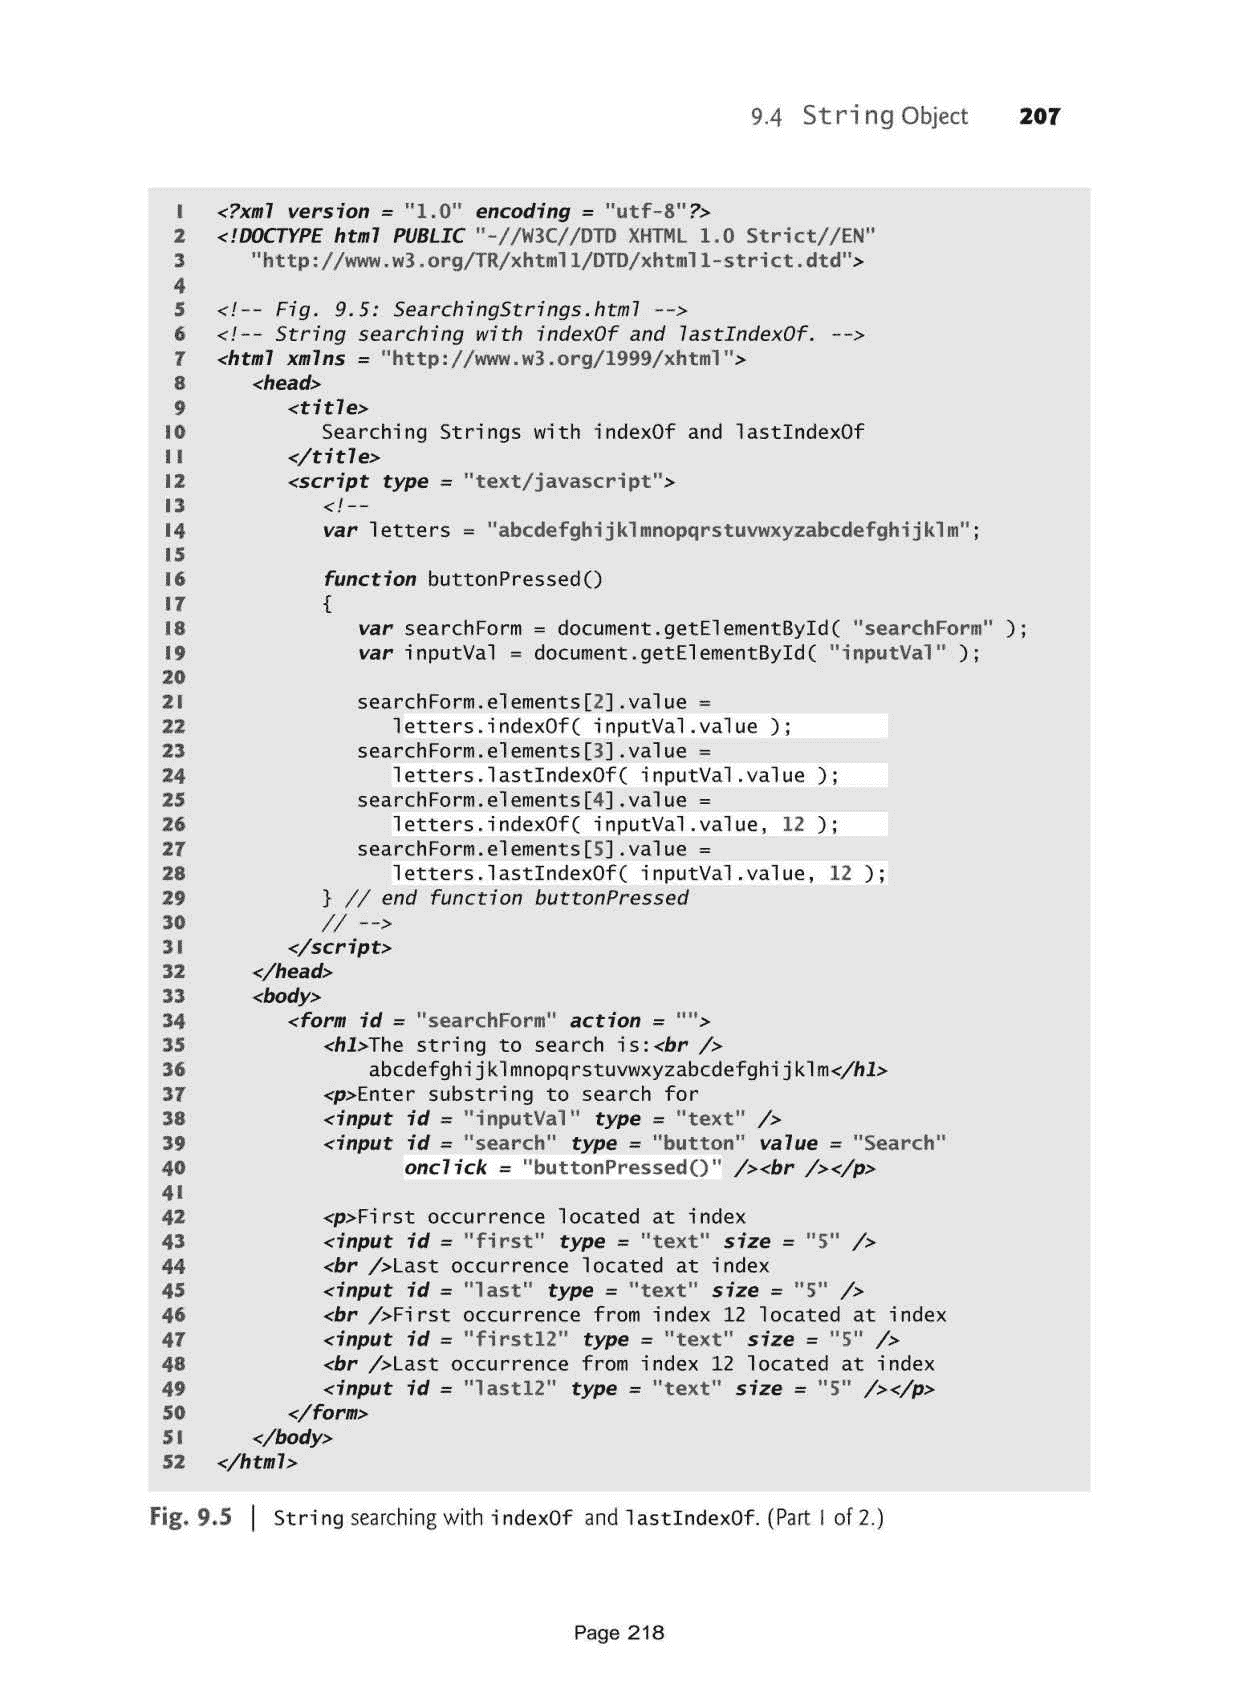 9.4 String Object 207
1 <?xml version = "1.0" encoding = "utf-8"?>
2 <!DOCTYPE html PUBLIC "-//W3C//DTD XHTML 1.0 Strict//EN"
3 "http://www.w3.org/TR/xhtml1/DTD/xhtml1-strict.dtd">
4
5 <!-- Fig. 9.5: SearchingStrings.html -->
6 <!-- String searching with indexOf and lastIndexOf. -->
7 <html xmlns = "http://www.w3.org/1999/xhtml">
8 <head>
9 <title>
10 Searching Strings with indexOf and lastIndexOf
11 </title>
12 <script type = "text/javascript">
13 <!--
14 var letters = "abcdefghijklmnopqrstuvwxyzabcdefghijklm";
15
16 function buttonPressed()
17 {
18 var searchForm = document.getElementById( "searchForm" );
19 var inputVal = document.getElementById( "inputVal" );
20
21 searchForm.elements[2].value =
22 letters.indexOf( inputVal.value );
23 searchForm.elements[3].value =
24 letters.lastIndexOf( inputVal.value );
25 searchForm.elements[4].value =
26 letters.indexOf( inputVal.value, 12 );
27 searchForm.elements[5].value =
28 letters.lastIndexOf( inputVal.value, 12 );
29 } // end function buttonPressed
30 // -->
31 </script>
32 </head>
33 <body>
34 <form id = "searchForm" action = "">
35 <h1>The string to search is:<br />
36 abcdefghijklmnopqrstuvwxyzabcdefghijklm</h1>
37 <p>Enter substring to search for
38 <input id = "inputVal" type = "text" />
39 <input id = "search" type = "button" value = "Search"
40 onclick = "buttonPressed()" /><br /></p>
41
42 <p>First occurrence located at index
43 <input id = "first" type = "text" size = "5" />
44 <br />Last occurrence located at index
45 <input id = "last" type = "text" size = "5" />
46 <br />First occurrence from index 12 located at index
47 <input id = "first12" type = "text" size = "5" />
48 <br />Last occurrence from index 12 located at index
49 <input id = "last12" type = "text" size = "5" /></p>
50 </form>
51 </body>
52 </html>
Fig. 9.5 | String searching with indexOf and lastIndexOf. (Part 1 of 2.)
Page 218